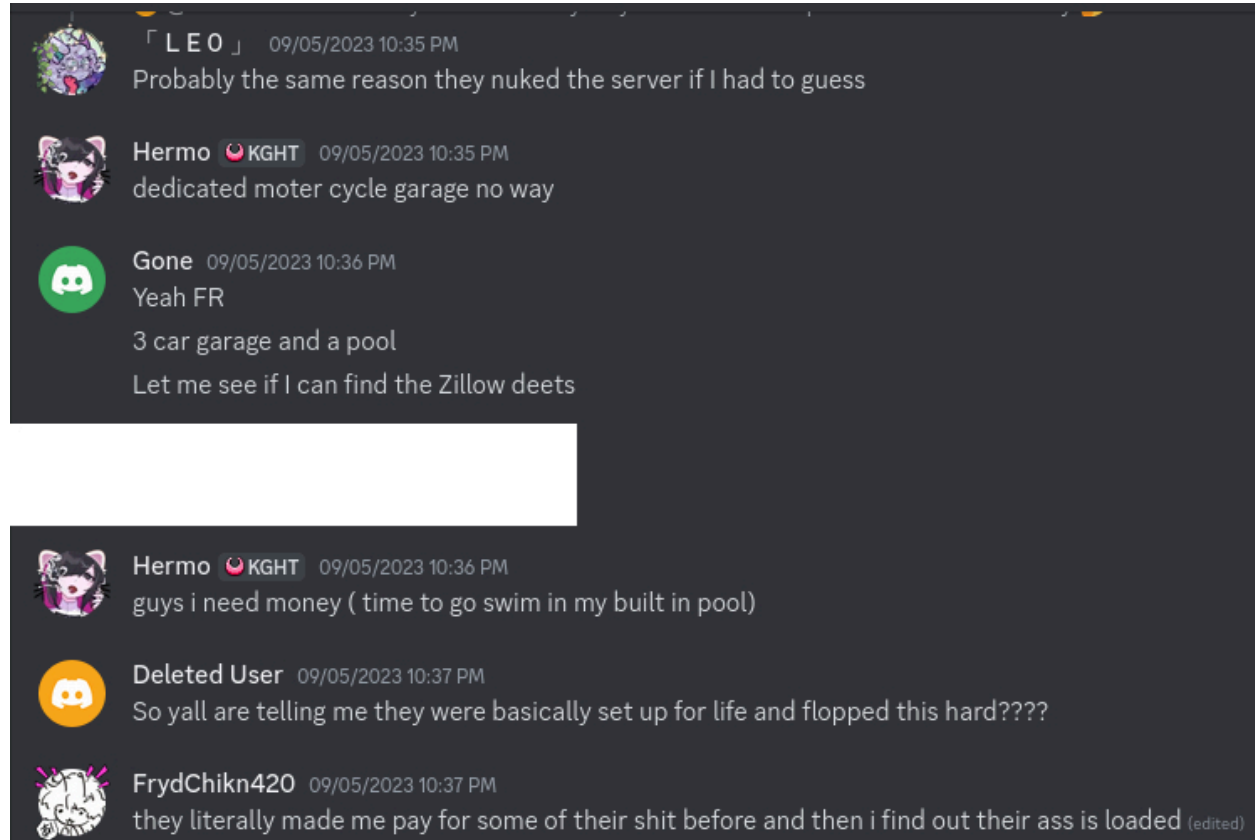 「 L E O 」 09/05/2023 10:35 PM
Probably the same reason they nuked the server if I had to guess
Hermo KGHT 09/05/2023 10:35 PM
dedicated moter cycle garage no way
Gone 09/05/2023 10:36 PM
Yeah FR
3 car garage and a pool
Let me see if I can find the Zillow deets
Hermo KGHT 09/05/2023 10:36 PM
guys i need money ( time to go swim in my built in pool)
Deleted User 09/05/2023 10:37 PM
So yall are telling me they were basically set up for life and flopped this hard????
FrydChikn420 09/05/2023 10:37 PM
they literally made me pay for some of their shit before and then i find out their ass is loaded (edited)